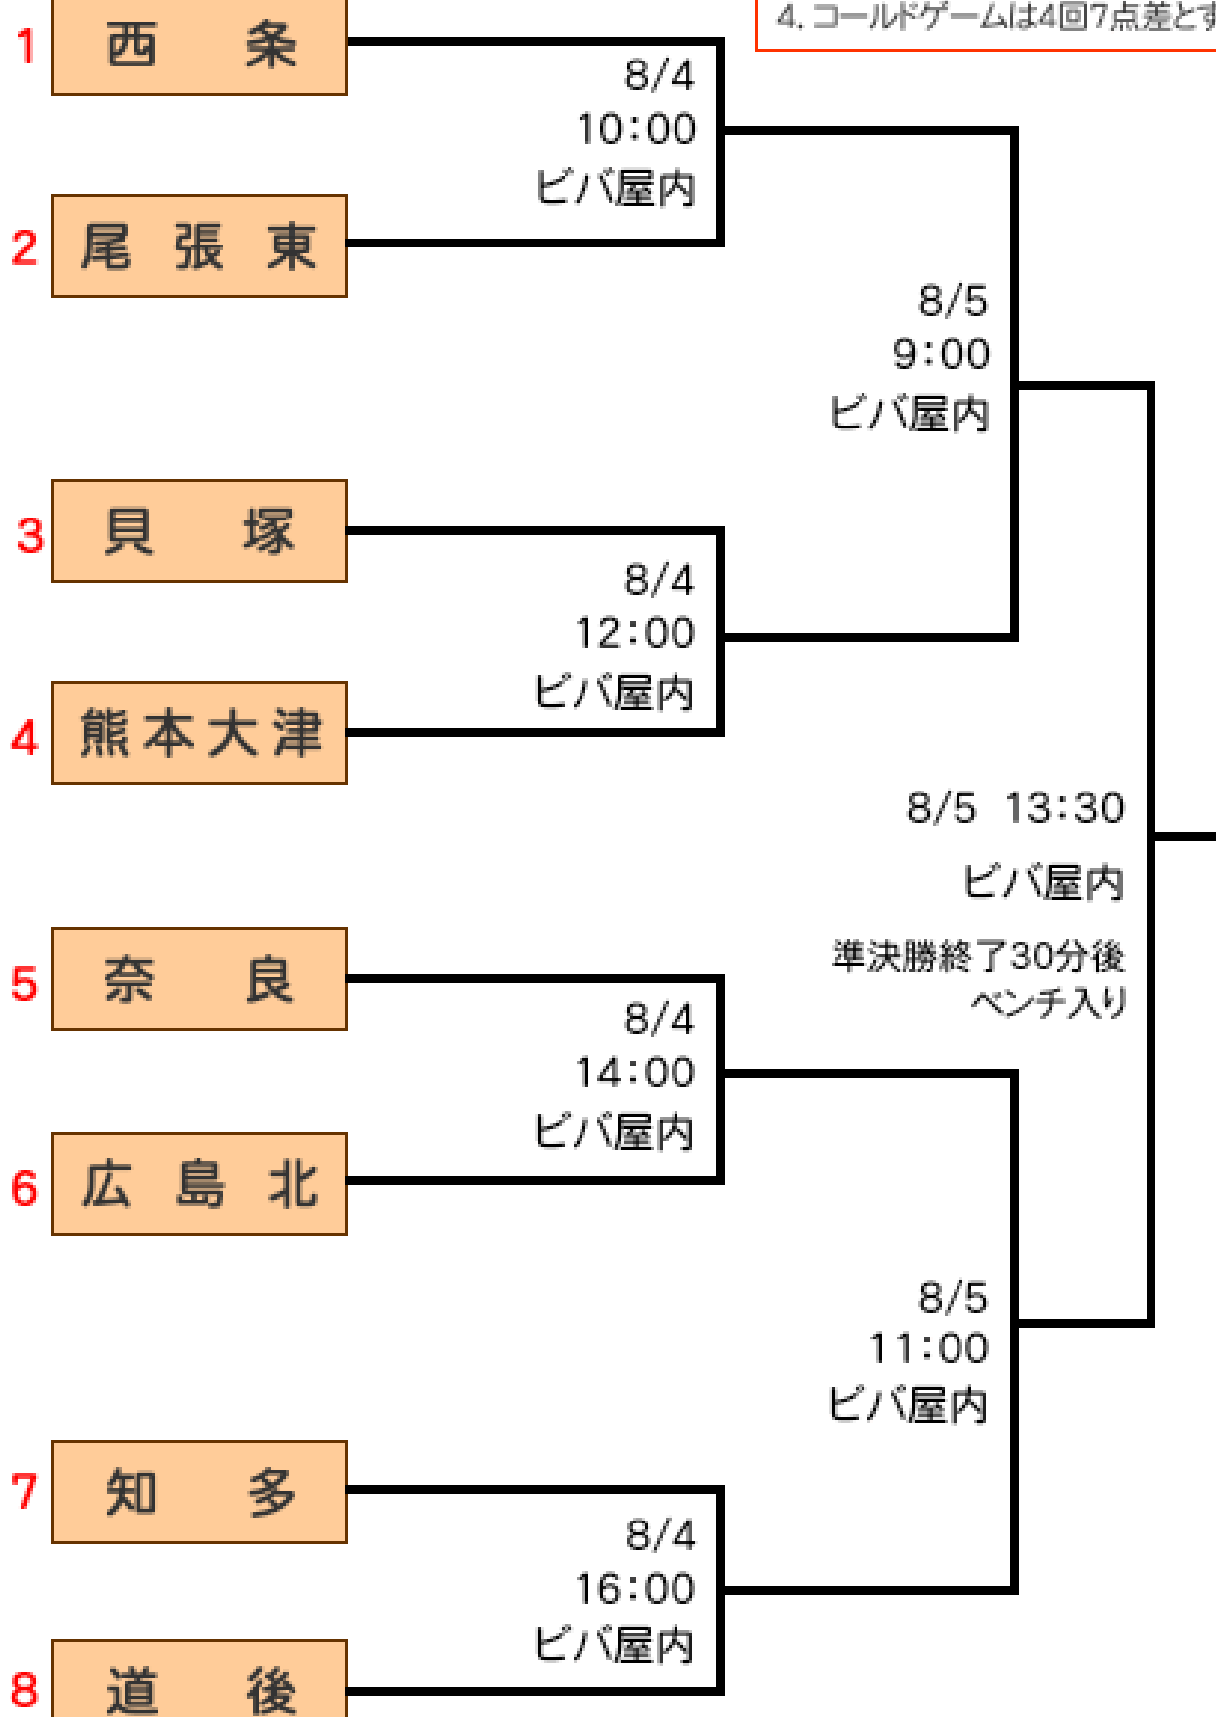 4. コールドゲームは4回7点差とす
1 西条
8/4
10:00
ビバ屋内
2 尾張東
8/5
9:00
ビバ屋内
3 貝塚
8/4
12:00
ビバ屋内
4 熊本大津
8/5 13:30
ビバ屋内
準決勝終了30分後
ベンチ入り
5 奈良
8/4
14:00
ビバ屋内
6 広島北
8/5
11:00
ビバ屋内
7 知多
8/4
16:00
ビバ屋内
8 道後